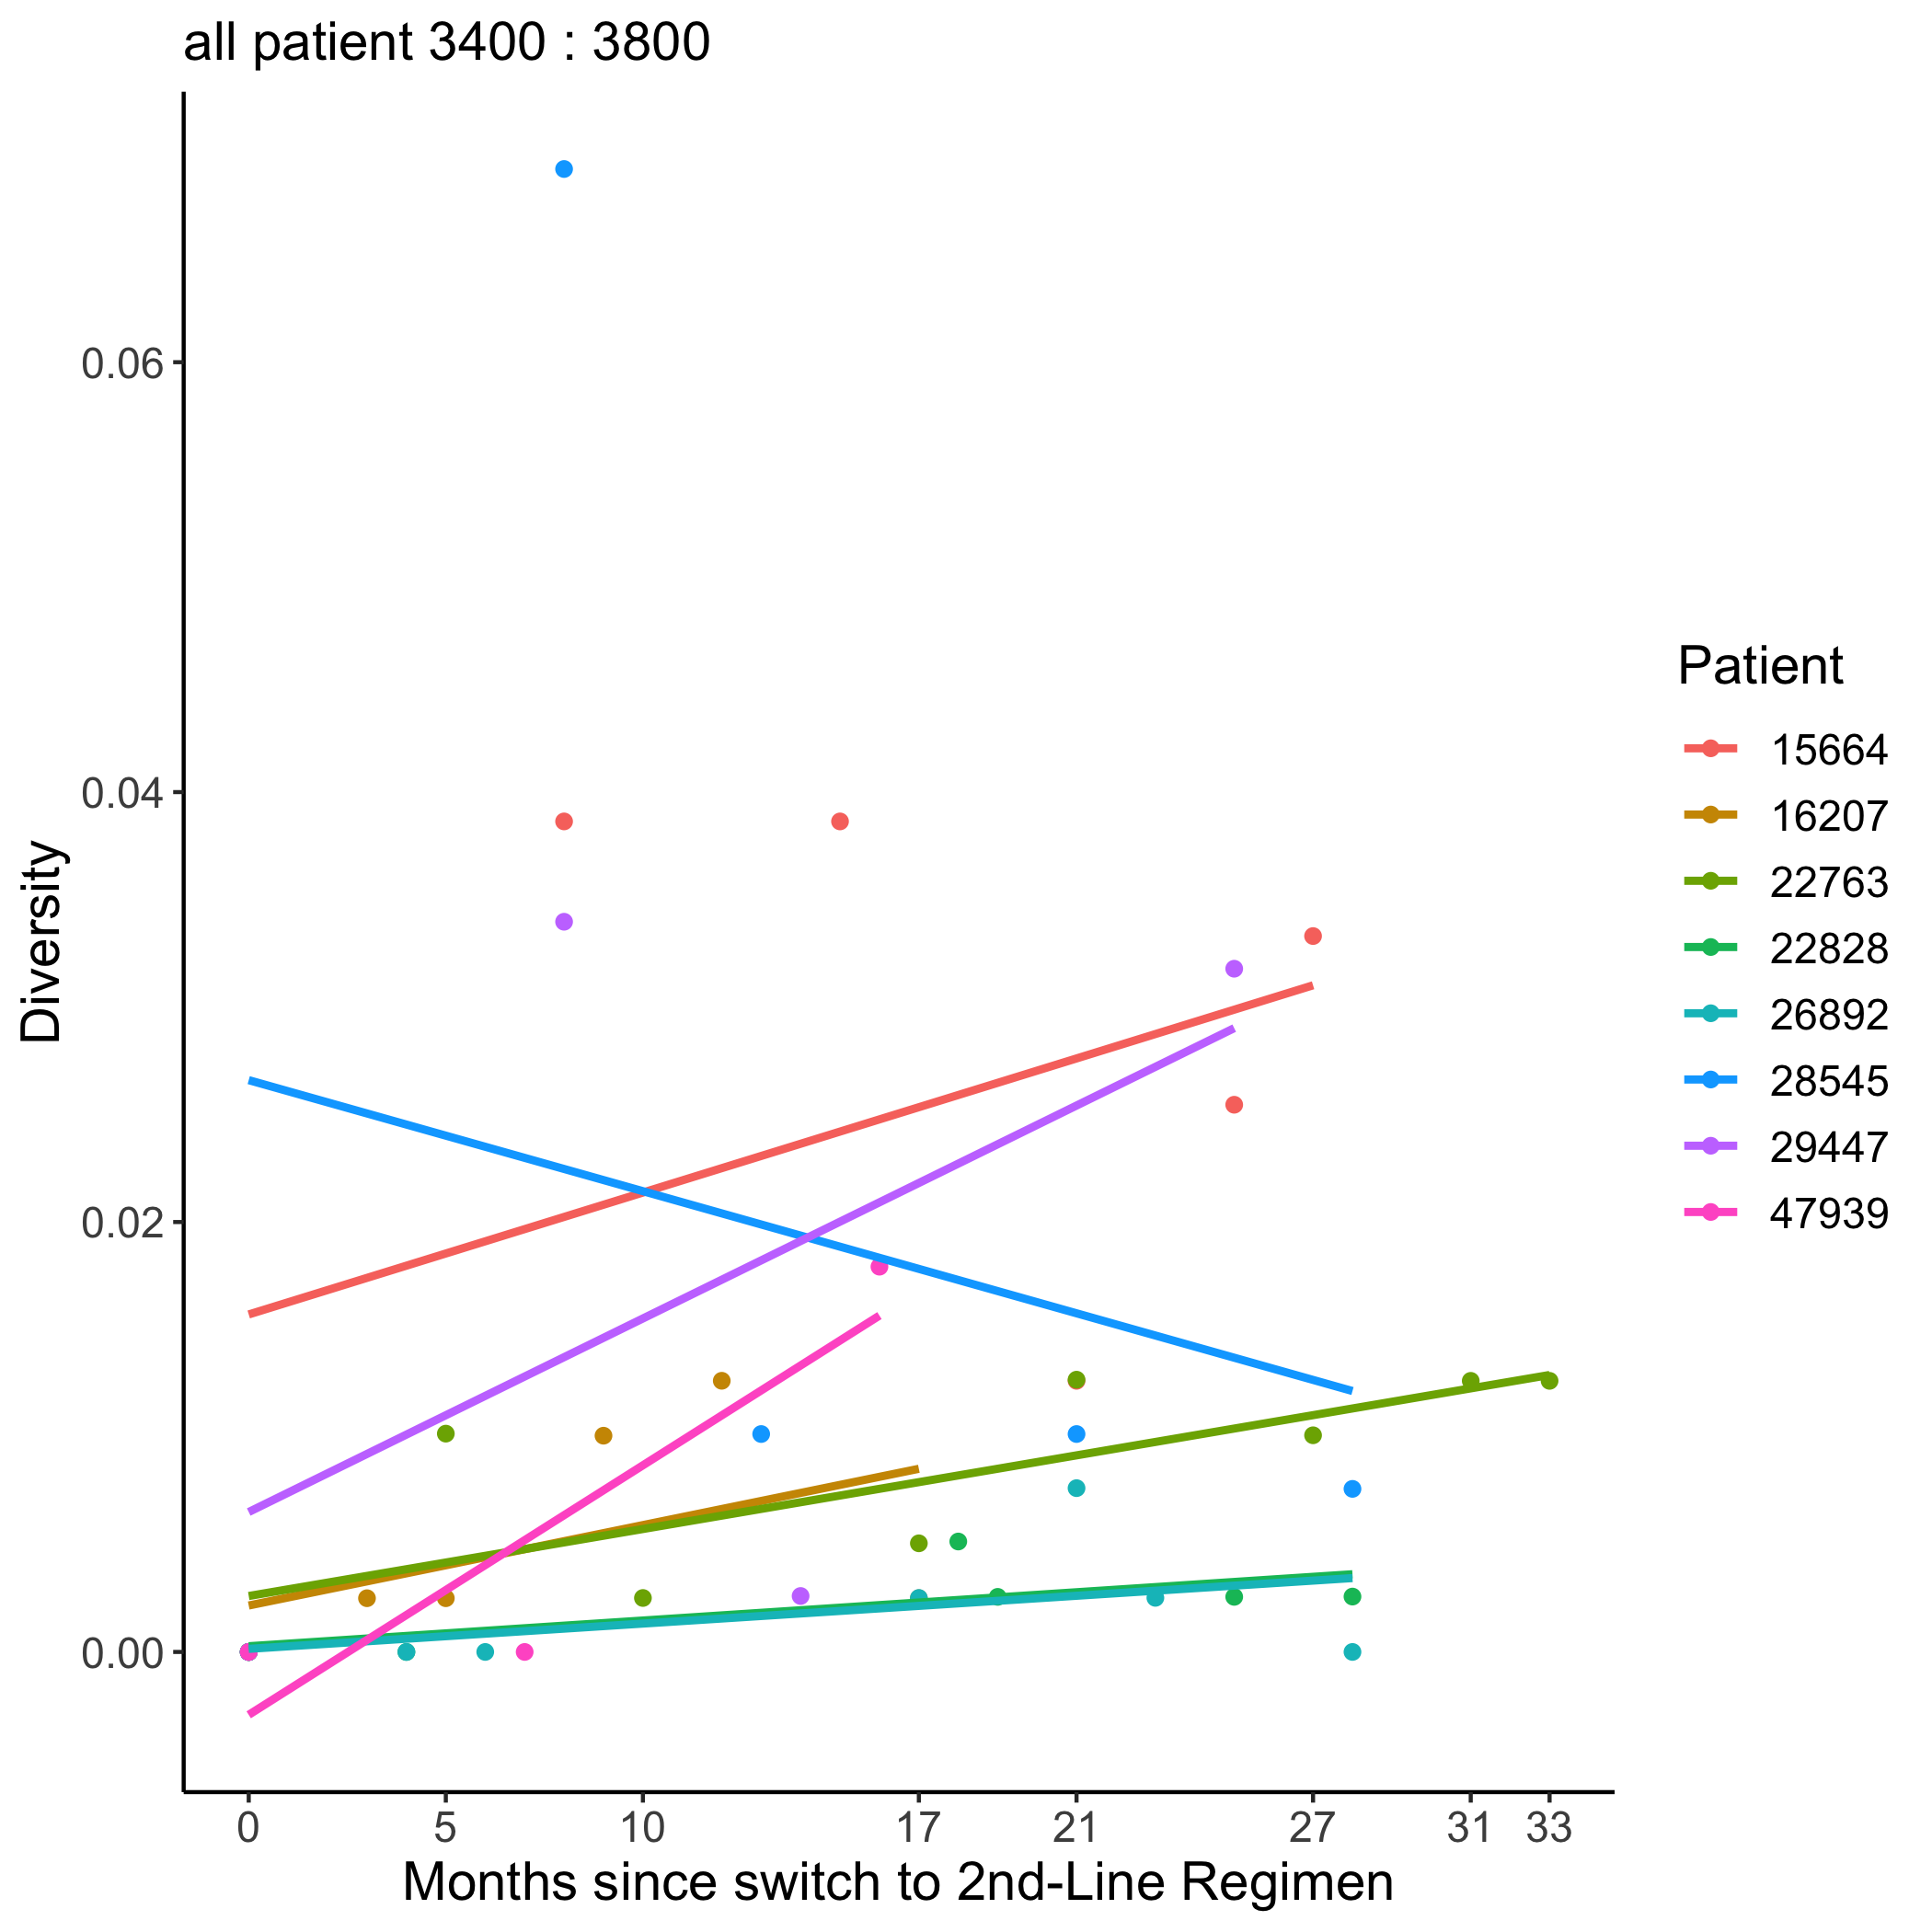 all patient 3400 : 3800
Diversity
0.06
0.04
0.02
0.00
0 5 10 17 21 27 31 33
Months since switch to 2nd-Line Regimen
Patient
15664
16207
22763
22828
26892
28545
29447
47939